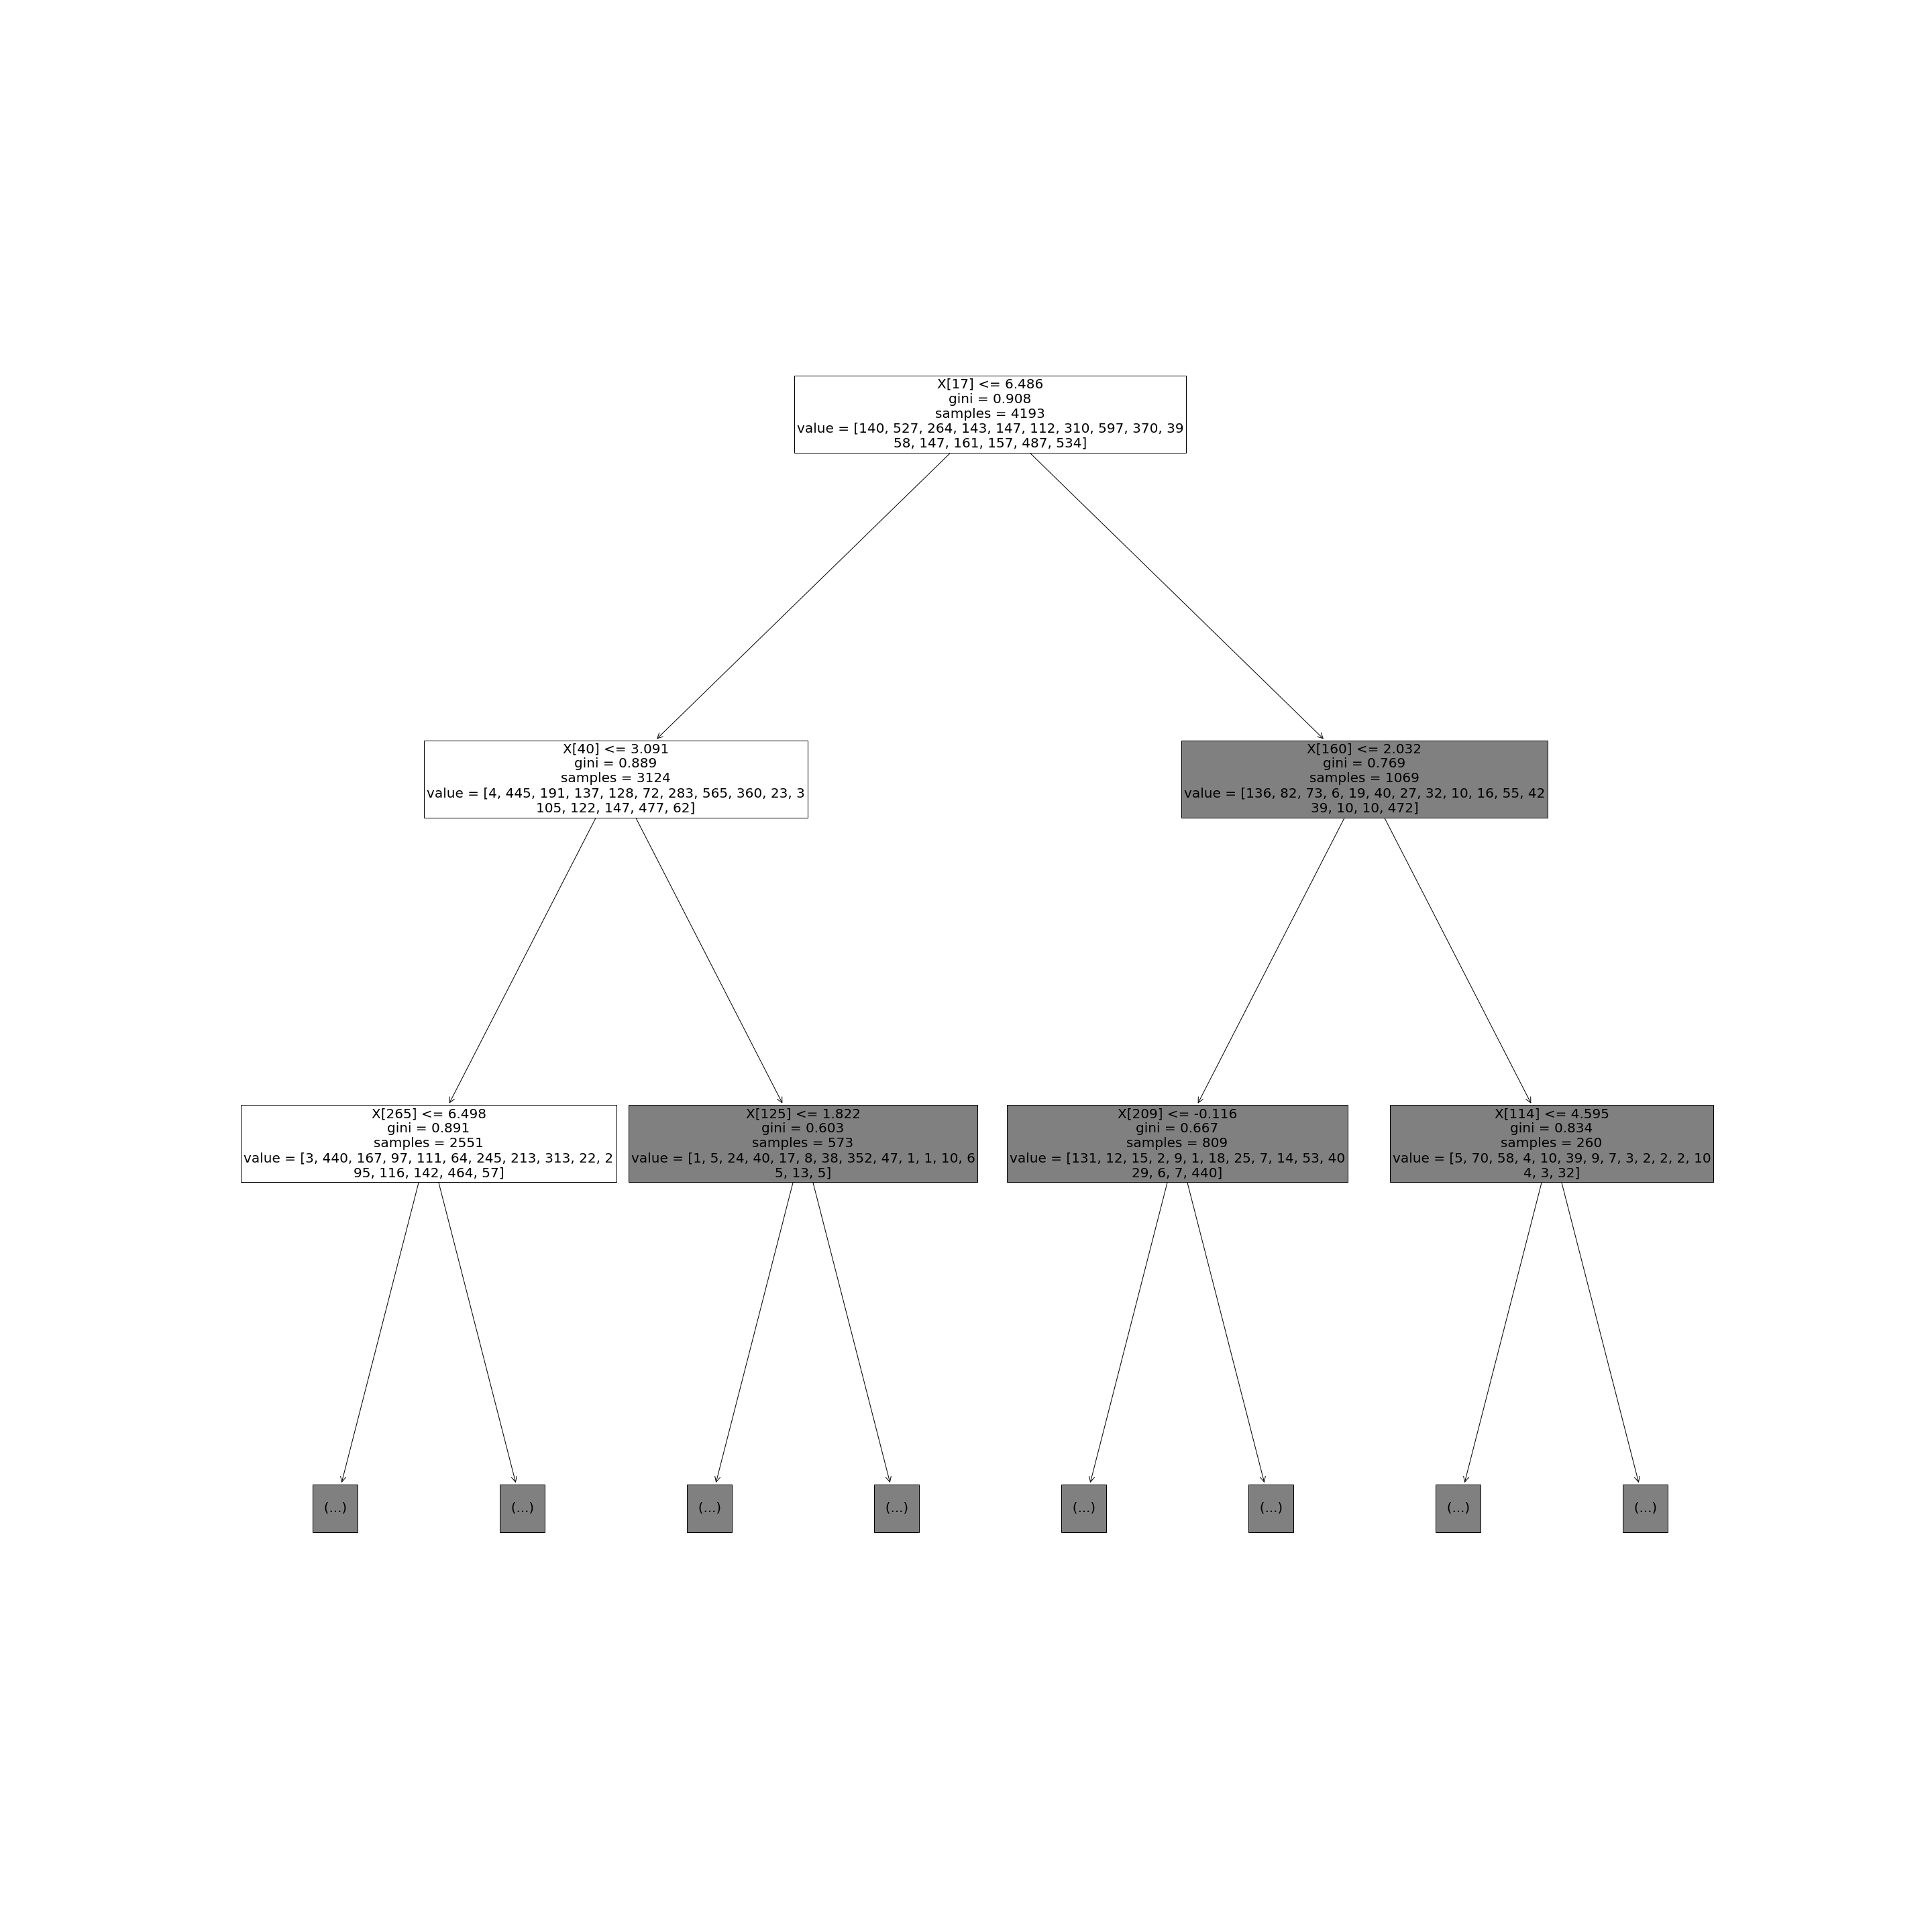 X[17] <= 6.486
gini = 0.908
samples = 4193
value = [140, 527, 264, 143, 147, 112, 310, 597, 370, 39
58, 147, 161, 157, 487, 534]
X[40] <= 3.091
gini = 0.889
samples = 3124
value = [4, 445, 191, 137, 128, 72, 283, 565, 360, 23, 3
105, 122, 147, 477, 62]
X[160] <= 2.032
gini = 0.769
samples = 1069
value = [136, 82, 73, 6, 19, 40, 27, 32, 10, 16, 55, 42
39, 10, 10, 472]
X[265] <= 6.498
gini = 0.891
samples = 2551
value = [3, 440, 167, 97, 111, 64, 245, 213, 313, 22, 2
95, 116, 142, 464, 57]
X[125] <= 1.822
gini = 0.603
samples = 573
value = [1, 5, 24, 40, 17, 8, 38, 352, 47, 1, 1, 10, 6
5, 13, 5]
X[209] <= -0.116
gini = 0.667
samples = 809
value = [131, 12, 15, 2, 9, 1, 18, 25, 7, 14, 53, 40
29, 6, 7, 440]
X[114] <= 4.595
gini = 0.834
samples = 260
value = [5, 70, 58, 4, 10, 39, 9, 7, 3, 2, 2, 2, 10
4, 3, 32]
(...)
(...)
(...)
(...)
(...)
(...)
(...)
(...)